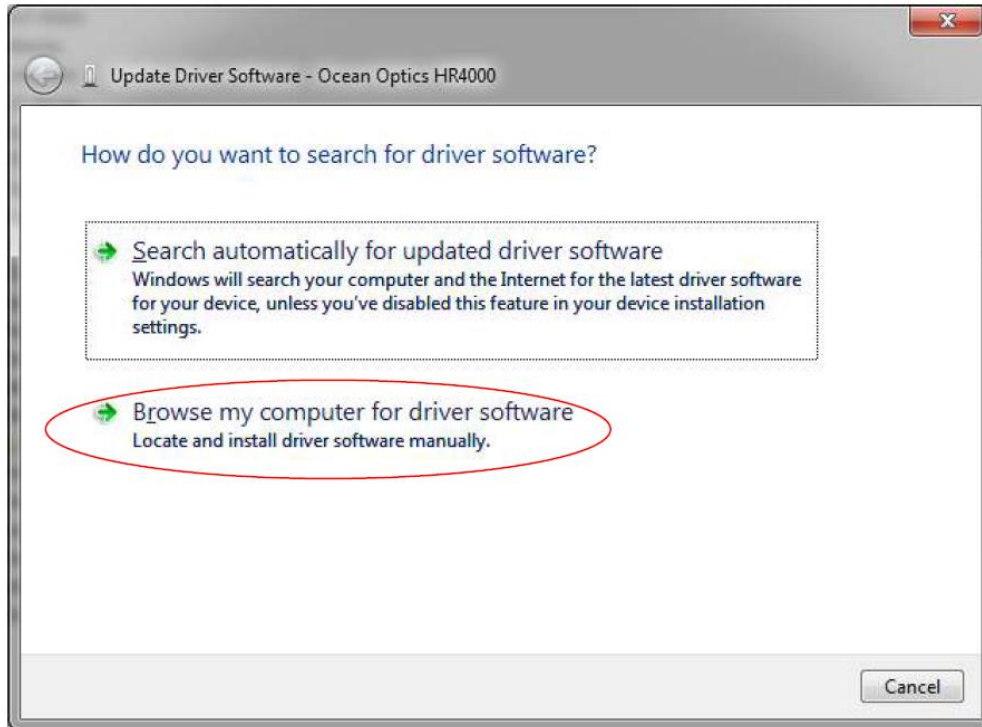 Update Driver Software - Ocean Optics HR4000
How do you want to search for driver software?
Search automatically for updated driver software
Windows will search your computer and the Internet for the latest driver software
for your device, unless you've disabled this feature in your device installation
settings.
Browse my computer for driver software
Locate and install driver software manually.
Cancel